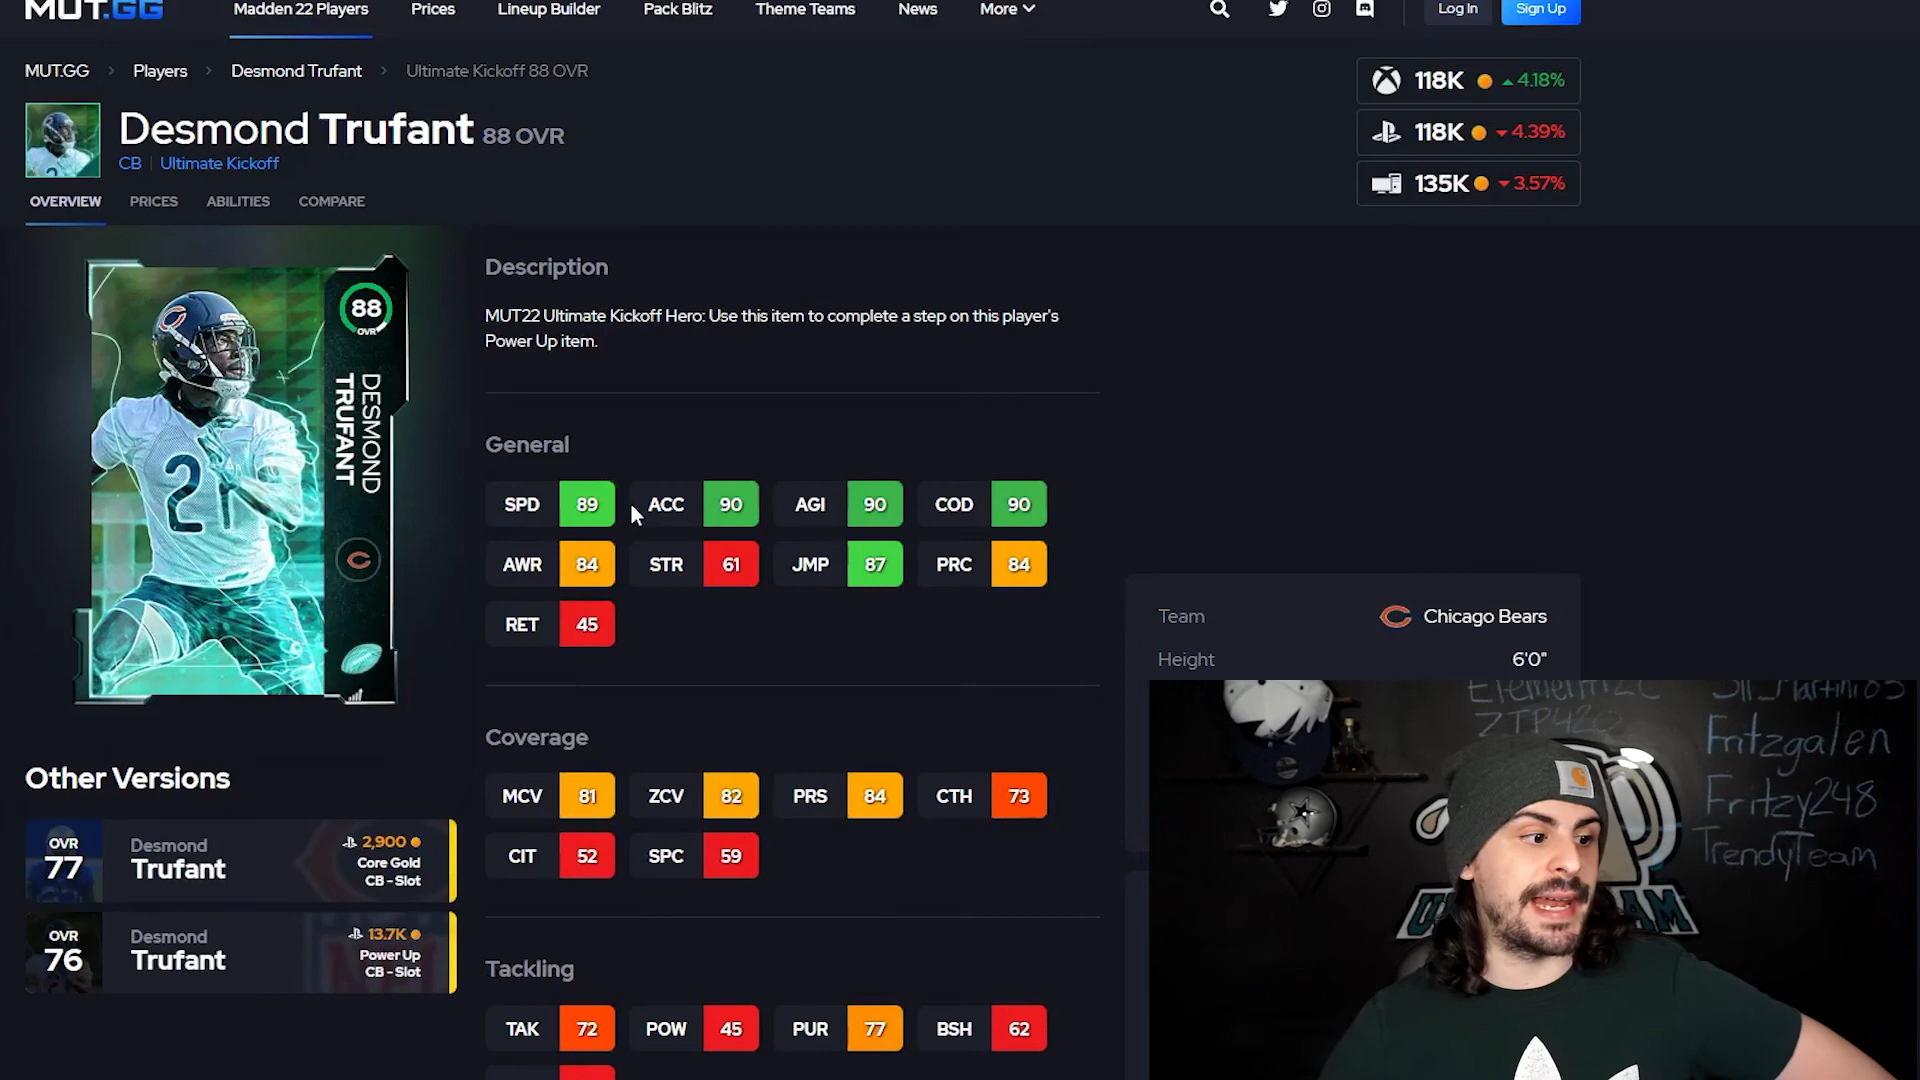 MUT.GG
Madden 22 Players
Prices
Lineup Builder
Pack Blitz
Theme Teams
News
More
Log In
Sign Up
MUT.GG > Players > Desmond Trufant > Ultimate Kickoff 88 OVR
Desmond Trufant 88 OVR
CB | Ultimate Kickoff
118K 4.18%
118K 4.39%
135K 3.57%
OVERVIEW PRICES ABILITIES COMPARE
88
OVR
DESMOND
TRUFANT
21
Description
MUT22 Ultimate Kickoff Hero: Use this item to complete a step on this player's
Power Up item.
General
SPD 89 ACC 90 AGI 90 COD 90
AWR 84 STR 61 JMP 87 PRC 84
RET 45
Coverage
MCV 81 ZCV 82 PRS 84 CTH 73
CIT 52 SPC 59
Tackling
TAK 72 POW 45 PUR 77 BSH 62
Other Versions
OVR
77
Desmond
Trufant
2,900
Core Gold
CB - Slot
OVR
76
Desmond
Trufant
13.7K
Power Up
CB - Slot
Team Chicago Bears
Height 6'0"
ZTP420
Fritzgalen
Fritzy248
TrendyTeam